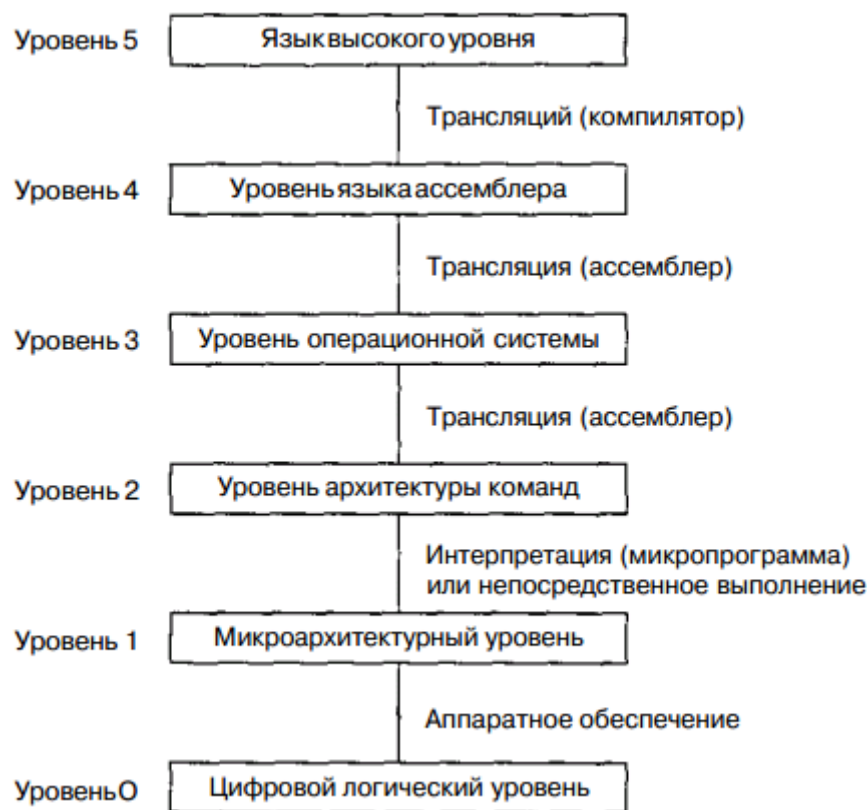 Уровень 5 Язык высокого уровня
Трансляций (компилятор)
Уровень 4 Уровень языка ассемблера
Трансляция (ассемблер)
Уровень 3 Уровень операционной системы
Трансляция (ассемблер)
Уровень 2 Уровень архитектуры команд
Интерпретация (микропрограмма)
или непосредственное выполнение
Уровень 1 Микроархитектурный уровень
Аппаратное обеспечение
Уровень О Цифровой логический уровень